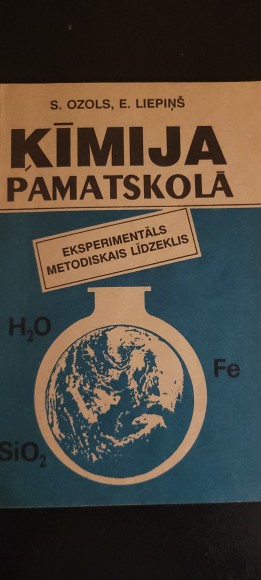 S. OZOLS, E. LIEPIŅŠ
ĶĪMIJA
PAMATSKOLĀ
EKSPERIMENTĀLS
METODISKAIS LĪDZEKLIS
H₂O
Fe
SiO₂